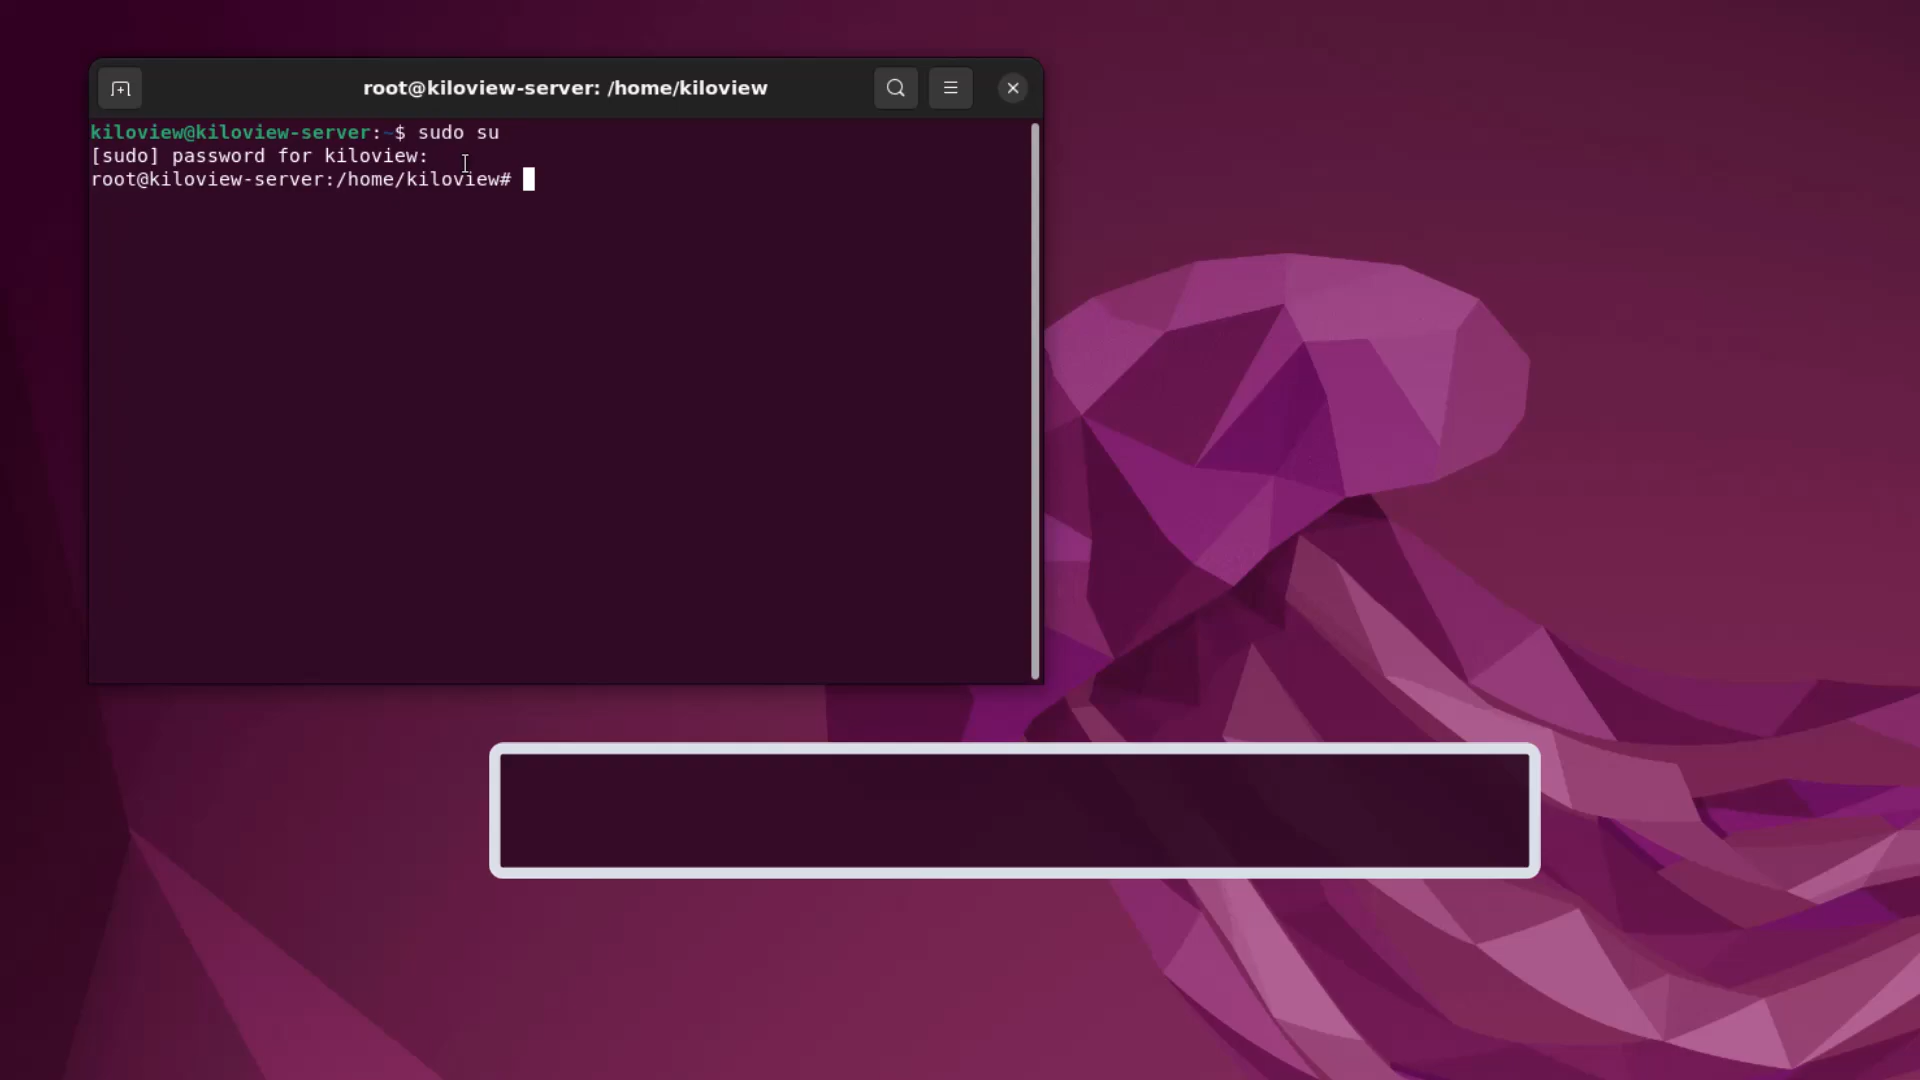 root@kiloview-server: /home/kiloview
kiloview@kiloview-server:~$ sudo su
[sudo] password for kiloview:
root@kiloview-server:/home/kiloview#